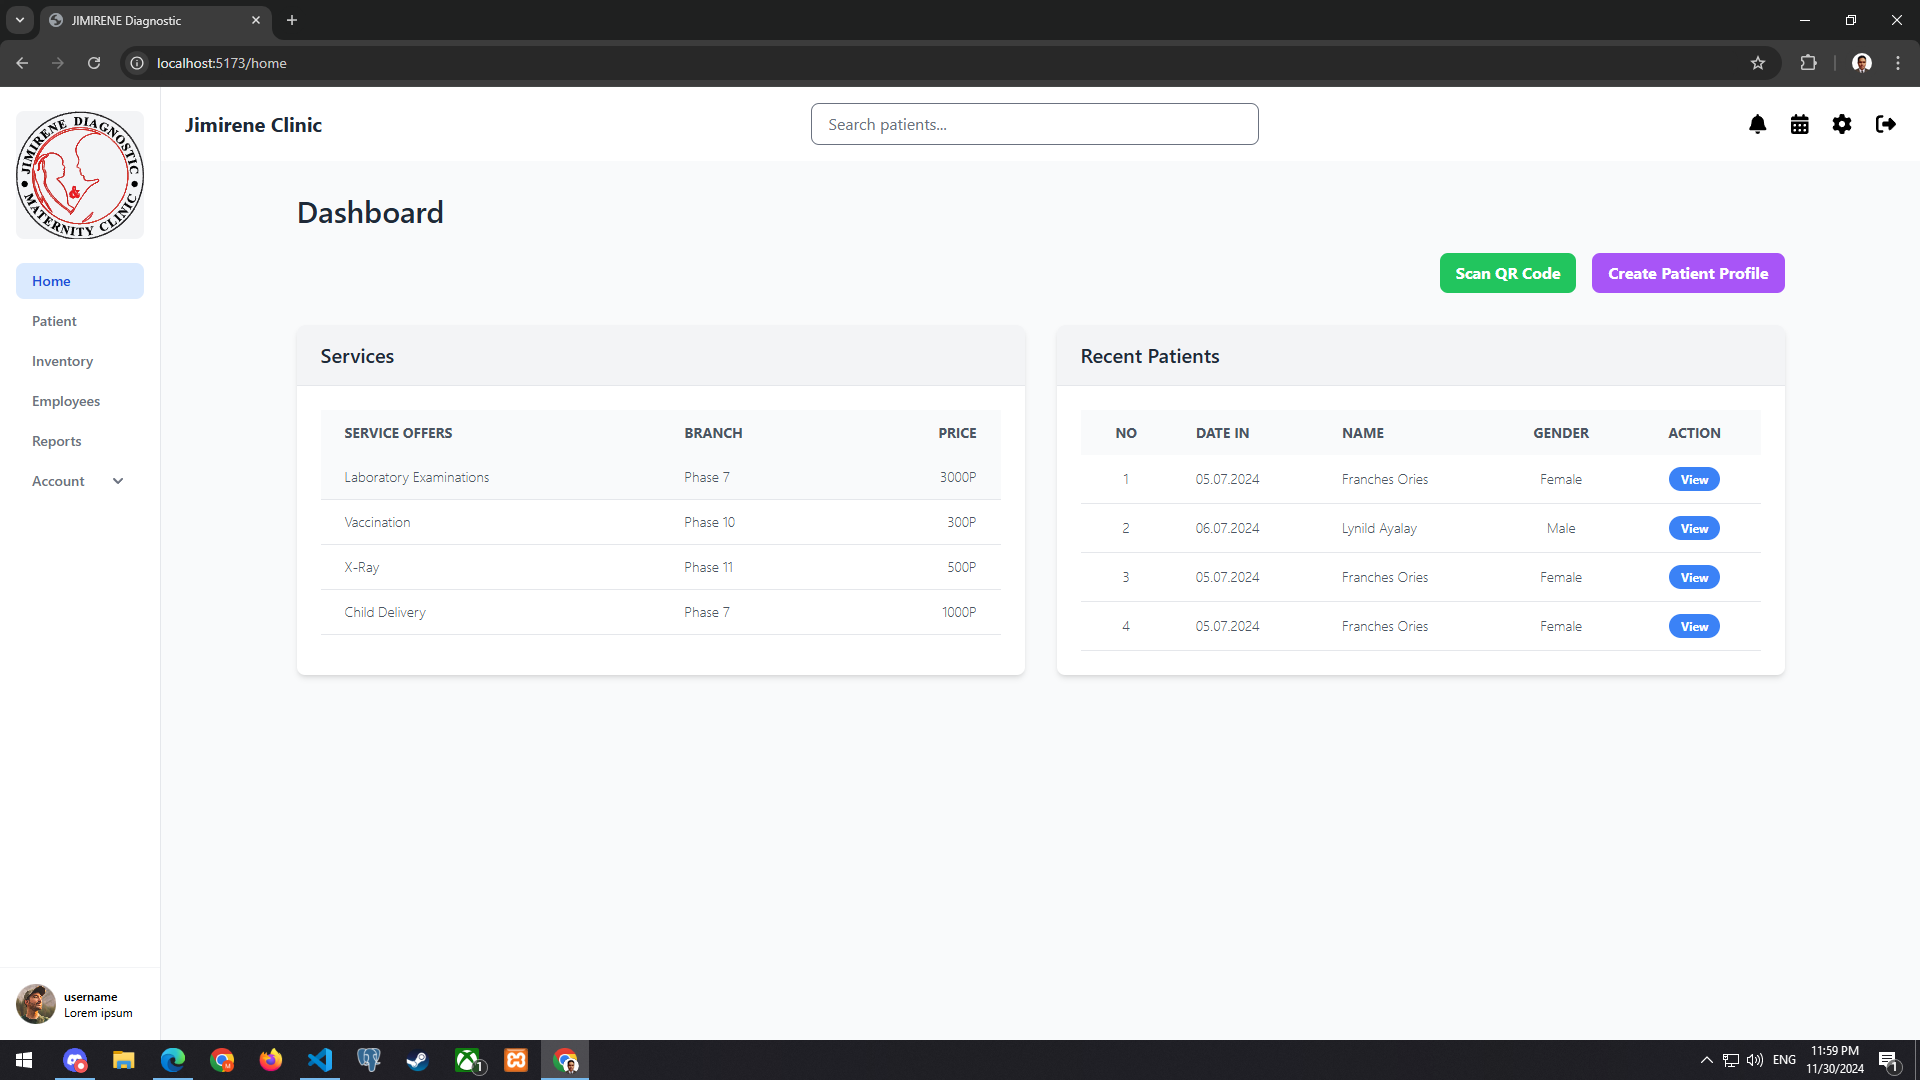 JIMIRENE Diagnostic
localhost:5173/home
JIMIRENE DIAGNOSTIC
&
MATERNITY CLINIC
Jimirene Clinic
Search patients...
Home
Patient
Inventory
Employees
Reports
Account
Dashboard
Scan QR Code
Create Patient Profile
Services
SERVICE OFFERS BRANCH PRICE
Laboratory Examinations Phase 7 3000P
Vaccination Phase 10 300P
X-Ray Phase 11 500P
Child Delivery Phase 7 1000P
Recent Patients
NO DATE IN NAME GENDER ACTION
1 05.07.2024 Franches Ories Female View
2 06.07.2024 Lynild Ayalay Male View
3 05.07.2024 Franches Ories Female View
4 05.07.2024 Franches Ories Female View
username
Lorem ipsum
M
1
ENG
11:59 PM
11/30/2024
1